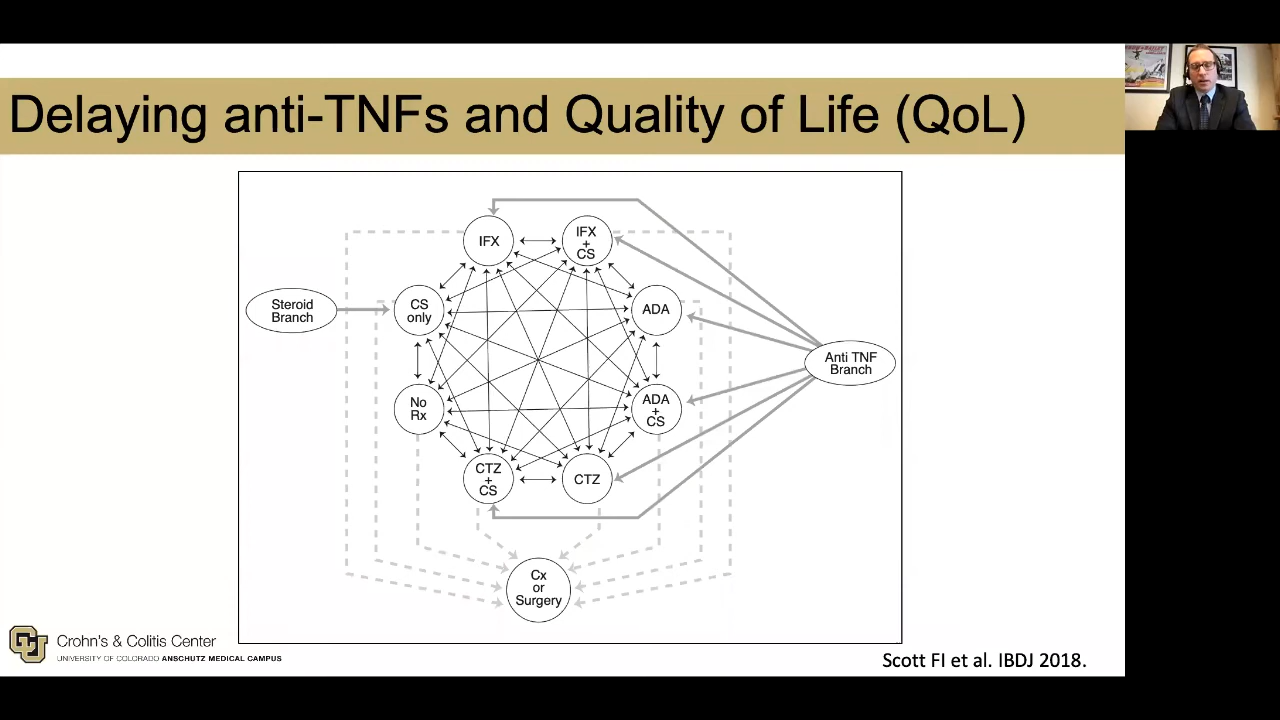 Delaying anti-TNFs and Quality of Life (QoL)
IFX
IFX
+
CS
Steroid
Branch
CS
only
ADA
Anti TNF
Branch
No
Rx
ADA
+
CS
CTZ
+
CS
CTZ
Cx
or
Surgery
Crohn's & Colitis Center
UNIVERSITY OF COLORADO ANSCHUTZ MEDICAL CAMPUS
Scott FI et al. IBDJ 2018.